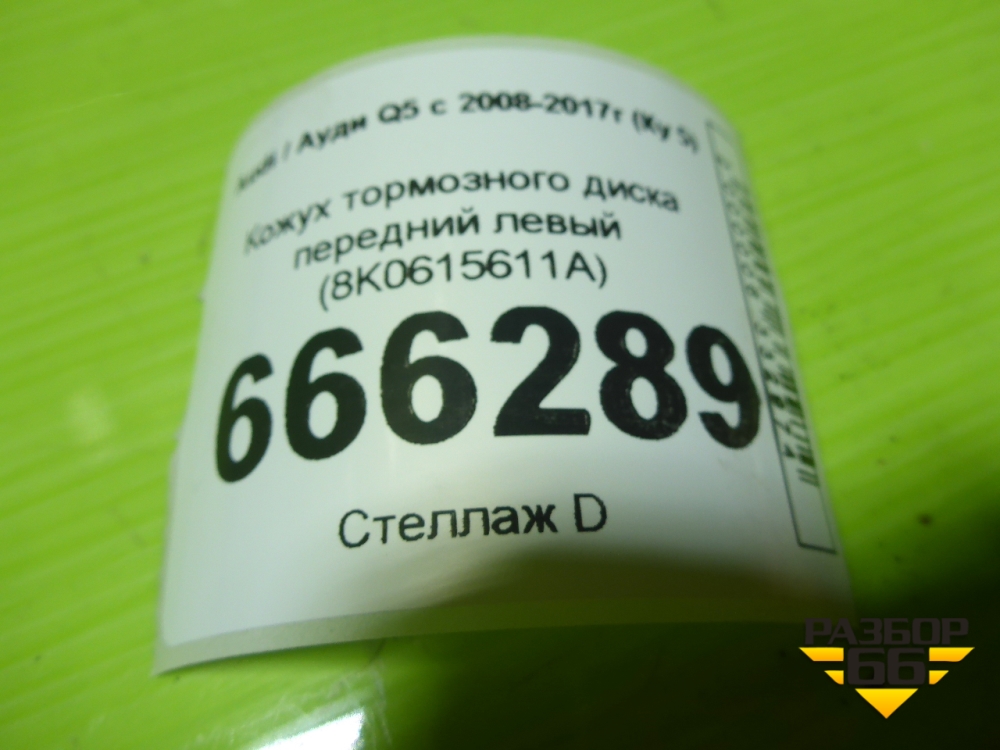 Audi / Ауди Q5 с 2008-2017г (Ку 5)
Кожух тормозного диска
передний левый
(8K0615611A)
666289
Стеллаж D
РАЗБОР
66